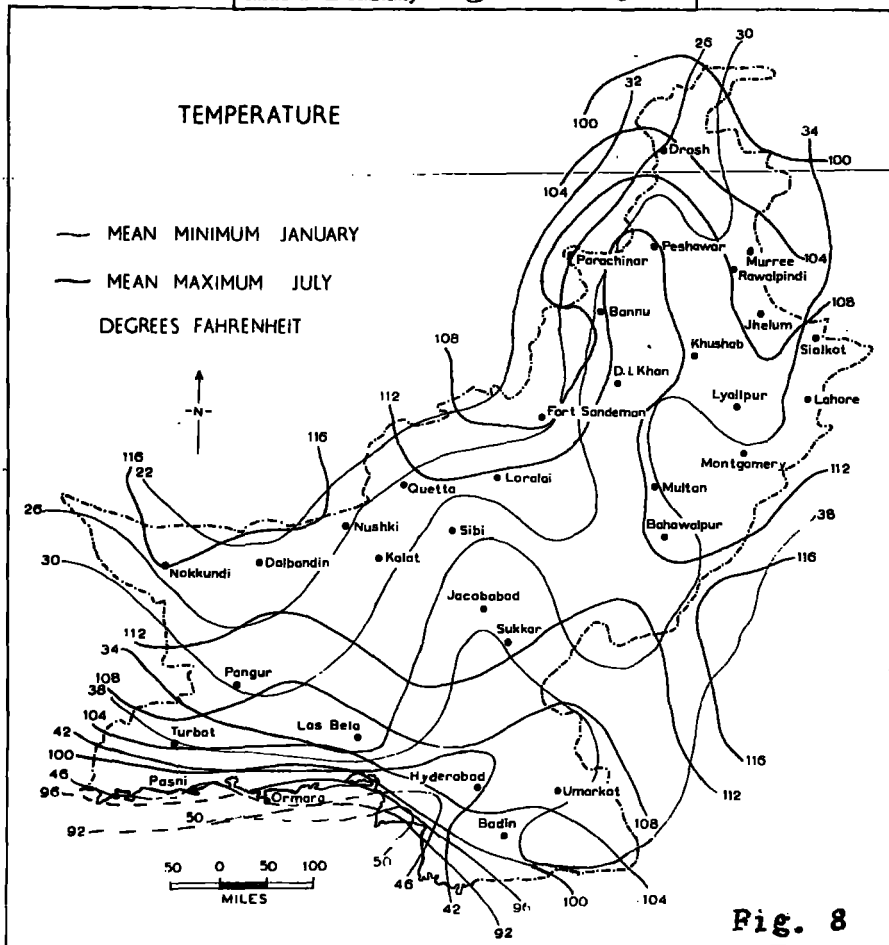 30
26
32
TEMPERATURE
100
34
Drosh
100
104
MEAN MINIMUM JANUARY
Peshawar
Murree
104
Parachinar
Rawalpindi
MEAN MAXIMUM JULY
108
DEGREES FAHRENHEIT
Bannu
Jhelum
Sialkot
108
Khushab
-N-
D.I. Khan
Lyallpur
Lahore
112
Fort Sandeman
116
116
22
Montgomery
112
Loralai
Quetta
Multan
26
38
Nushki
Sibi
Bahawalpur
116
30
Nokkundi
Dalbandin
Kalat
Jacobabad
Sukkar
112
34
Pangur
108
38
104
Turbat
Las Bela
42
116
100
Hyderabad
46
Pasni
Umarkot
112
96
Ormara
108
50
92
Badin
50
50 0 50 100
46
100
104
MILES
42
96
92
Fig. 8